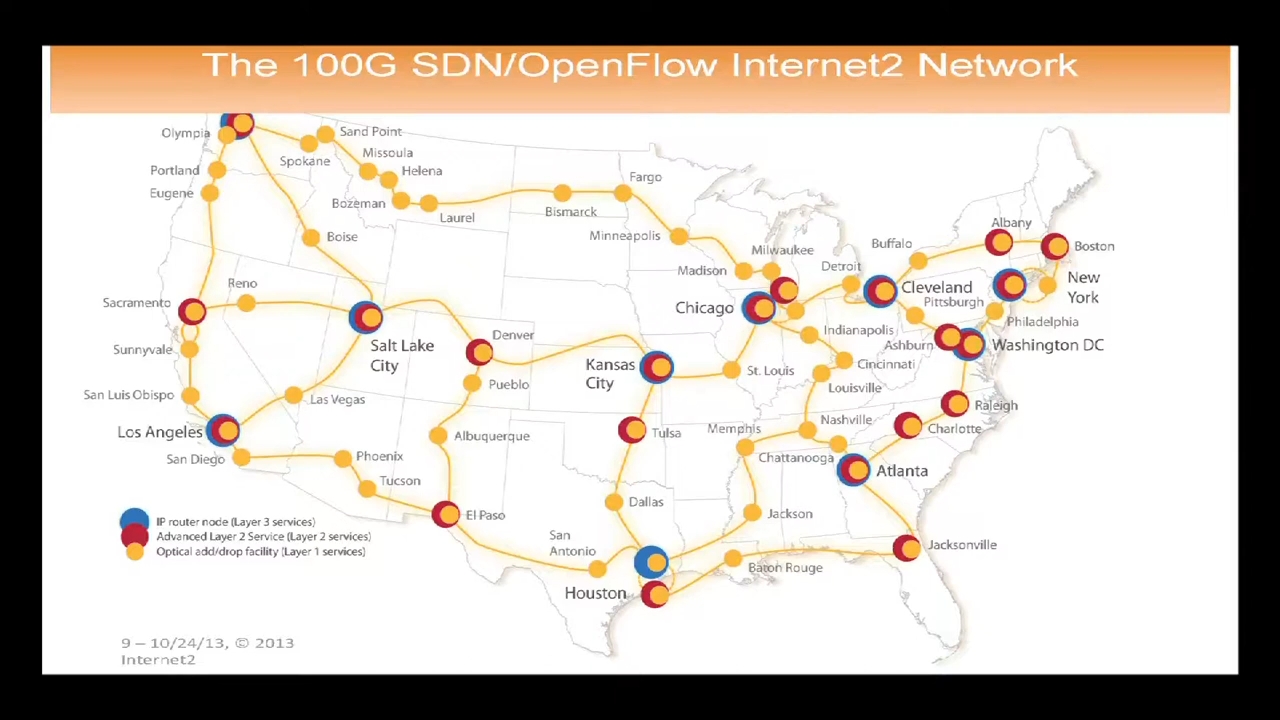 The 100G SDN/OpenFlow Internet2 Network
Olympia
Sand Point
Spokane
Missoula
Portland
Helena
Eugene
Bozeman
Laurel
Bismarck
Fargo
Minneapolis
Boise
Madison
Milwaukee
Detroit
Buffalo
Albany
Boston
Reno
Sacramento
Chicago
Cleveland
New
York
Pittsburgh
Philadelphia
Salt Lake
City
Denver
Sunnyvale
Indianapolis
Ashburn
Washington DC
Kansas
City
St. Louis
Cincinnati
Pueblo
Louisville
San Luis Obispo
Las Vegas
Raleigh
Los Angeles
Albuquerque
Tulsa
Memphis
Nashville
Charlotte
San Diego
Phoenix
Chattanooga
Atlanta
Tucson
Dallas
El Paso
Jackson
San
Antonio
Jacksonville
Baton Rouge
Houston
IP router node (Layer 3 services)
Advanced Layer 2 Service (Layer 2 services)
Optical add/drop facility (Layer 1 services)
9 – 10/24/13, © 2013
Internet2